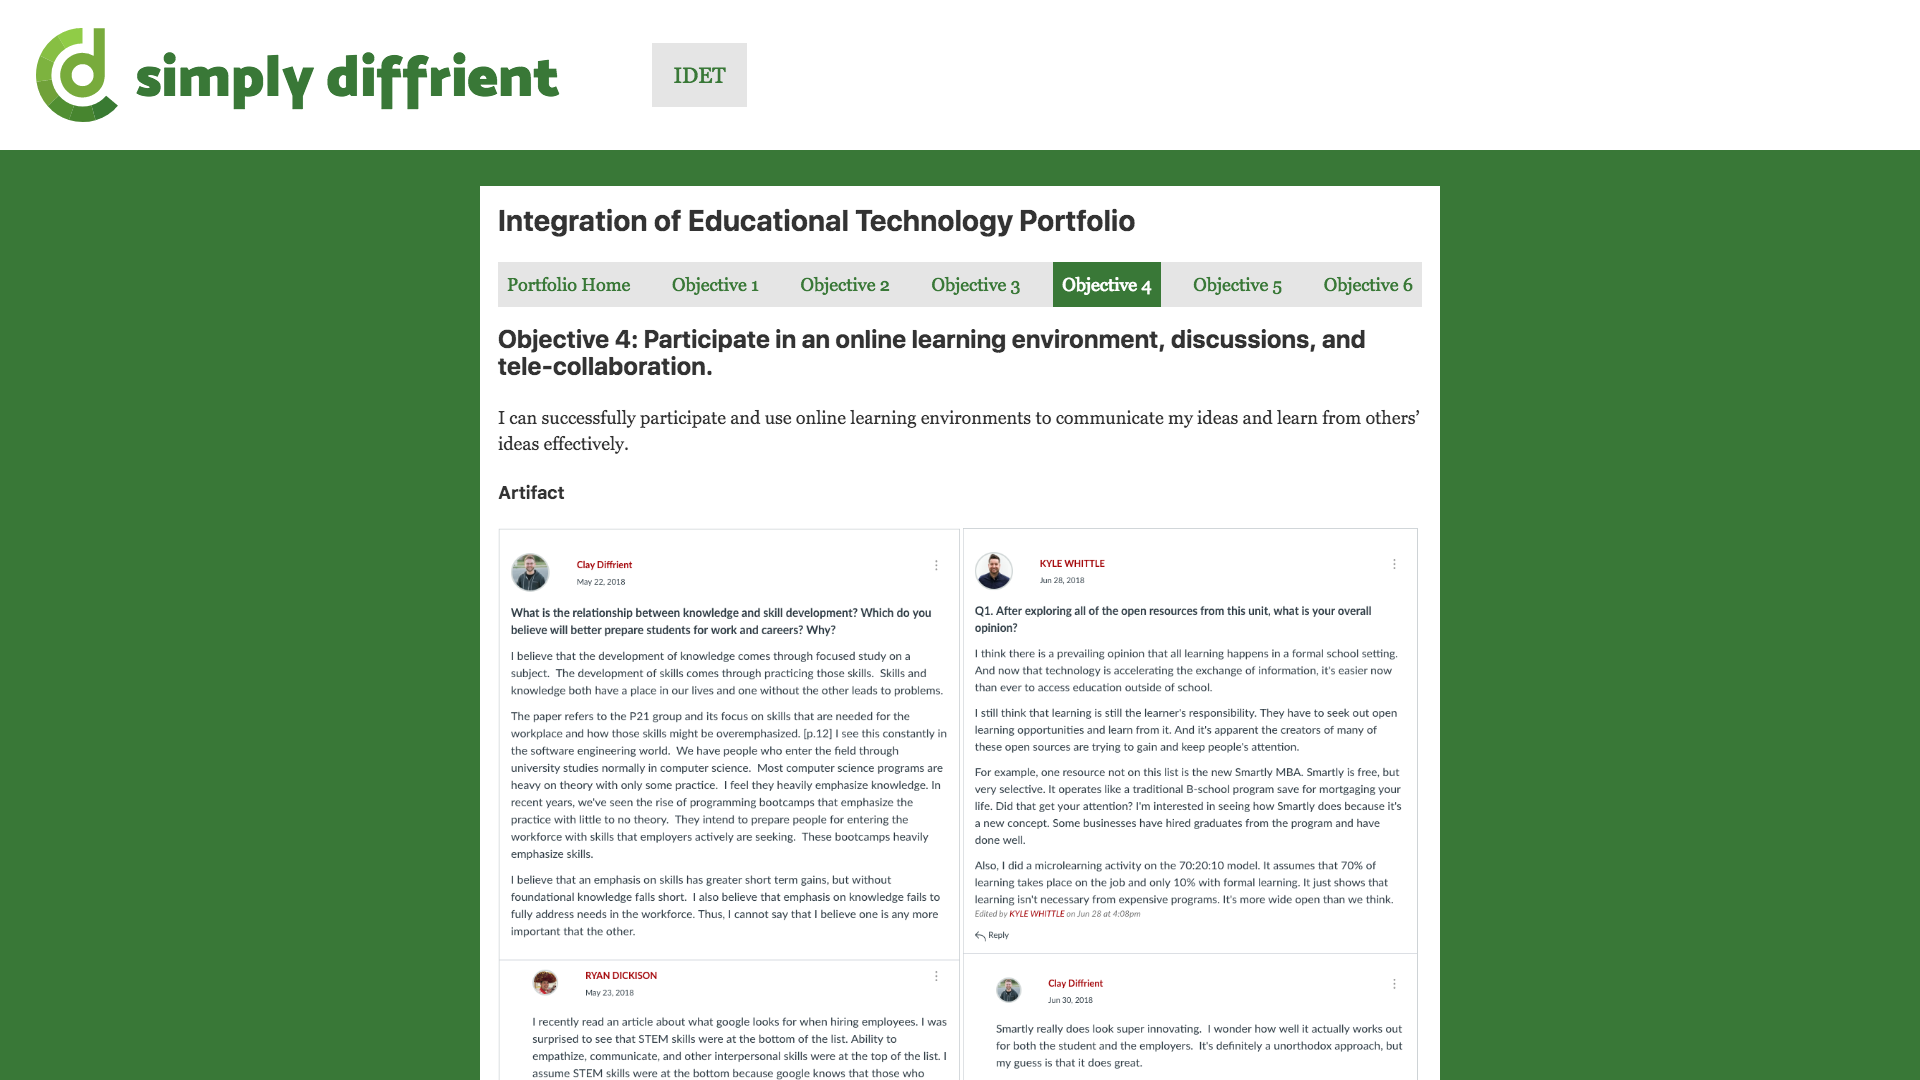 simply diffrient
IDET
Integration of Educational Technology Portfolio
Portfolio Home Objective 1 Objective 2 Objective 3 Objective 4 Objective 5 Objective 6
Objective 4: Participate in an online learning environment, discussions, and
tele-collaboration.
I can successfully participate and use online learning environments to communicate my ideas and learn from others’
ideas effectively.
Artifact
Clay Diffrient
May 22, 2018
What is the relationship between knowledge and skill development? Which do you
believe will better prepare students for work and careers? Why?
I believe that the development of knowledge comes through focused study on a
subject. The development of skills comes through practicing those skills. Skills and
knowledge both have a place in our lives and one without the other leads to problems.
The paper refers to the P21 group and its focus on skills that are needed for the
workplace and how those skills might be overemphasized. [p.12] I see this constantly in
the software engineering world. We have people who enter the field through
university studies normally in computer science. Most computer science programs are
heavy on theory with only some practice. I feel they heavily emphasize knowledge. In
recent years, we've seen the rise of programming bootcamps that emphasize the
practice with little to no theory. They intend to prepare people for entering the
workforce with skills that employers actively are seeking. These bootcamps heavily
emphasize skills.
I believe that an emphasis on skills has greater short term gains, but without
foundational knowledge falls short. I also believe that emphasis on knowledge fails to
fully address needs in the workforce. Thus, I cannot say that I believe one is any more
important that the other.
RYAN DICKISON
May 23, 2018
I recently read an article about what google looks for when hiring employees. I was
surprised to see that STEM skills were at the bottom of the list. Ability to
empathize, communicate, and other interpersonal skills were at the top of the list. I
assume STEM skills were at the bottom because google knows that those who
KYLE WHITTLE
Jun 28, 2018
Q1. After exploring all of the open resources from this unit, what is your overall
opinion?
I think there is a prevailing opinion that all learning happens in a formal school setting.
And now that technology is accelerating the exchange of information, it's easier now
than ever to access education outside of school.
I still think that learning is still the learner's responsibility. They have to seek out open
learning opportunities and learn from it. And it's apparent the creators of many of
these open sources are trying to gain and keep people's attention.
For example, one resource not on this list is the new Smartly MBA. Smartly is free, but
very selective. It operates like a traditional B-school program save for mortgaging your
life. Did that get your attention? I'm interested in seeing how Smartly does because it's
a new concept. Some businesses have hired graduates from the program and have
done well.
Also, I did a microlearning activity on the 70:20:10 model. It assumes that 70% of
learning takes place on the job and only 10% with formal learning. It just shows that
learning isn't necessary from expensive programs. It's more wide open than we think.
Edited by KYLE WHITTLE on Jun 28 at 4:08pm
Reply
Clay Diffrient
Jun 30, 2018
Smartly really does look super innovating. I wonder how well it actually works out
for both the student and the employers. It's definitely a unorthodox approach, but
my guess is that it does great.